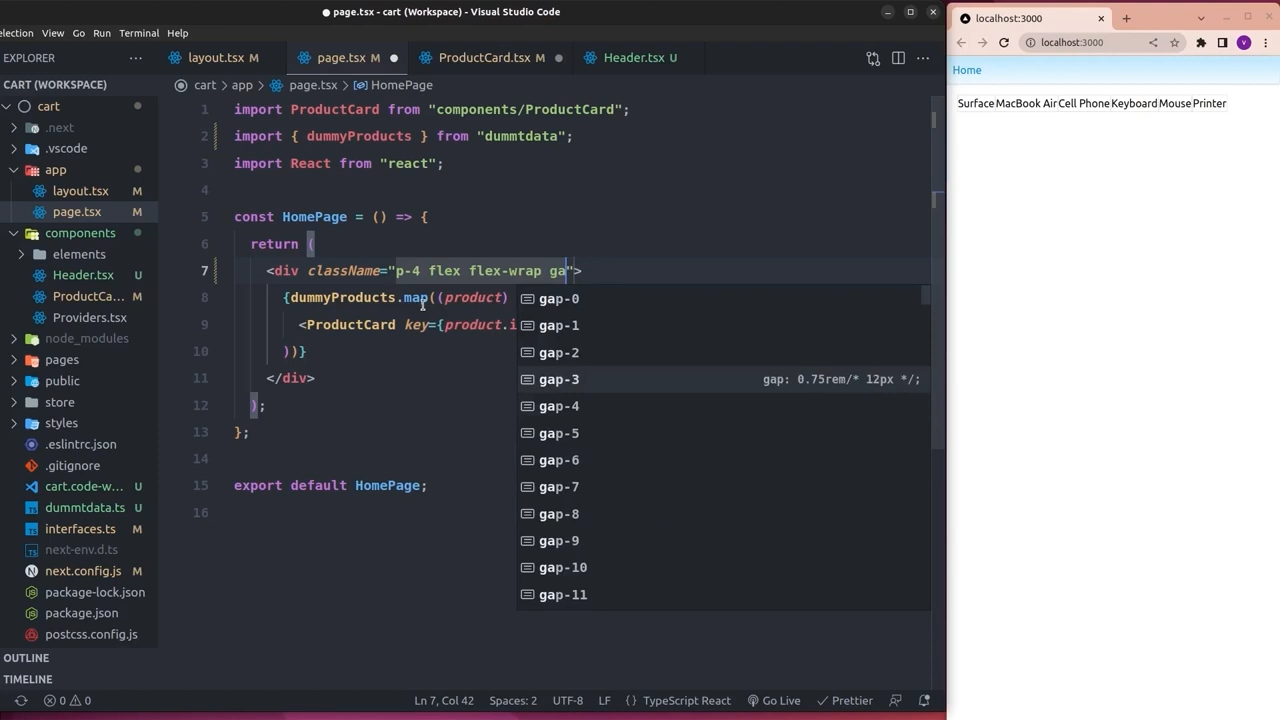 page.tsx - cart (Workspace) - Visual Studio Code
election View Go Run Terminal Help
EXPLORER
layout.tsx M
page.tsx M
ProductCard.tsx M
Header.tsx U
CART (WORKSPACE)
cart > app > page.tsx > HomePage
cart
.next
.vscode
app
layout.tsx M
page.tsx M
components
elements
Header.tsx U
ProductCa... M
Providers.tsx
node_modules
pages
public
store
styles
.eslintrc.json
.gitignore
cart.code-w... U
dummtdata.ts U
interfaces.ts M
next-env.d.ts
next.config.js M
package-lock.json
package.json
postcss.config.js
OUTLINE
TIMELINE
1 import ProductCard from "components/ProductCard";
2 import { dummyProducts } from "dummtdata";
3 import React from "react";
4
5 const HomePage = () => {
6 return (
7 <div className="p-4 flex flex-wrap ga">
8 {dummyProducts.map((product)
9 <ProductCard key={product.i
10 ))}
11 </div>
12 );
13 };
14
15 export default HomePage;
16
gap-0
gap-1
gap-2
gap-3 gap: 0.75rem/* 12px */;
gap-4
gap-5
gap-6
gap-7
gap-8
gap-9
gap-10
gap-11
0 0
Ln 7, Col 42 Spaces: 2 UTF-8 LF {} TypeScript React Go Live Prettier
localhost:3000
localhost:3000
V
Home
Surface MacBook Air Cell Phone Keyboard Mouse Printer